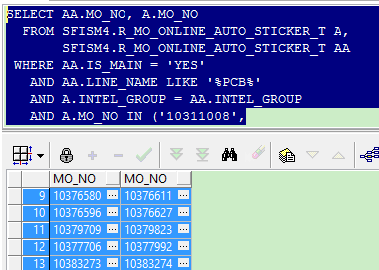 SELECT AA.MO_NO, A.MO_NO
FROM SFISM4.R_MO_ONLINE_AUTO_STICKER_T A,
SFISM4.R_MO_ONLINE_AUTO_STICKER_T AA
WHERE AA.IS_MAIN = 'YES'
AND AA.LINE_NAME LIKE '%PCB%'
AND A.INTEL_GROUP = AA.INTEL_GROUP
AND A.MO_NO IN ('10311008',
MO_NO MO_NO
9 10376580 ... 10376611 ...
10 10376596 ... 10376627 ...
11 10379709 ... 10379823 ...
12 10377706 ... 10377992 ...
13 10383273 ... 10383274 ...